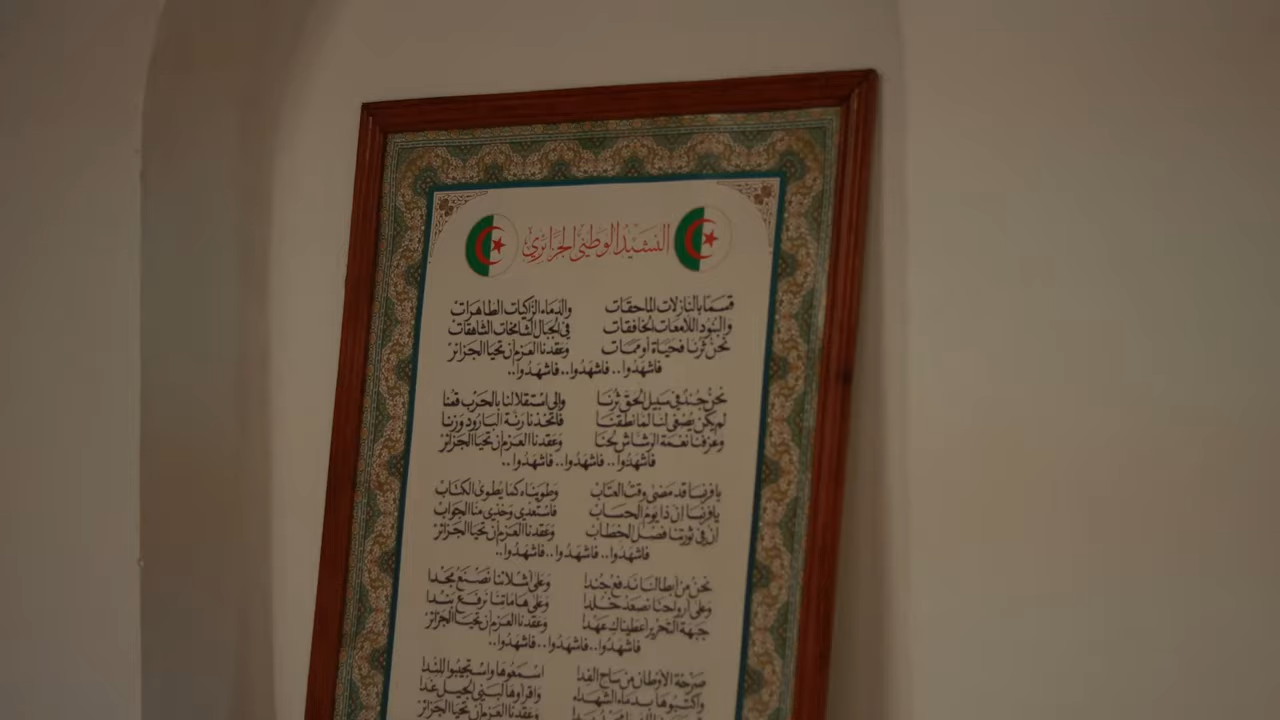 النشيد الوطني الجزائري
قسما بالنازلات الماحقات والدماء الزاكيات الطاهرات
والبنود اللامعات الخافقات في الجبال الشامخات الشاهقات
نحن ثرنا فحياة أو ممات وعقدنا العزم أن تحيا الجزائر
فاشهدوا.. فاشهدوا.. فاشهدوا..
نحن جند في سبيل الحق ثرنا وإلى استقلالنا بالحرب قمنا
لم يكن يصغى لنا لما نطقنا فاتخذنا رنة البارود وزنا
وعزفنا نغمة الرشاش لحنا وعقدنا العزم أن تحيا الجزائر
فاشهدوا.. فاشهدوا.. فاشهدوا..
يا فرنسا قد مضى وقت العتاب وطويناه كما يطوى الكتاب
يا فرنسا إن ذا يوم الحساب فاستعدي وخذي منا الجواب
إن في ثورتنا فصل الخطاب وعقدنا العزم أن تحيا الجزائر
فاشهدوا.. فاشهدوا.. فاشهدوا..
نحن من أبطالنا ندفع جندا وعلى أشلائنا نصنع مجدا
وعلى أرواحنا نصعد خلدا وعلى هاماتنا نرفع بندا
جبهة التحرير أعطيناك عهدا وعقدنا العزم أن تحيا الجزائر
فاشهدوا.. فاشهدوا.. فاشهدوا..
صرخة الأوطان من ساح الفدا اسمعوها واستجيبوا للندا
واكتبوها بدماء الشهداء واقرأوها لبني الجيل غدا
وعقدنا العزم أن تحيا الجزائر